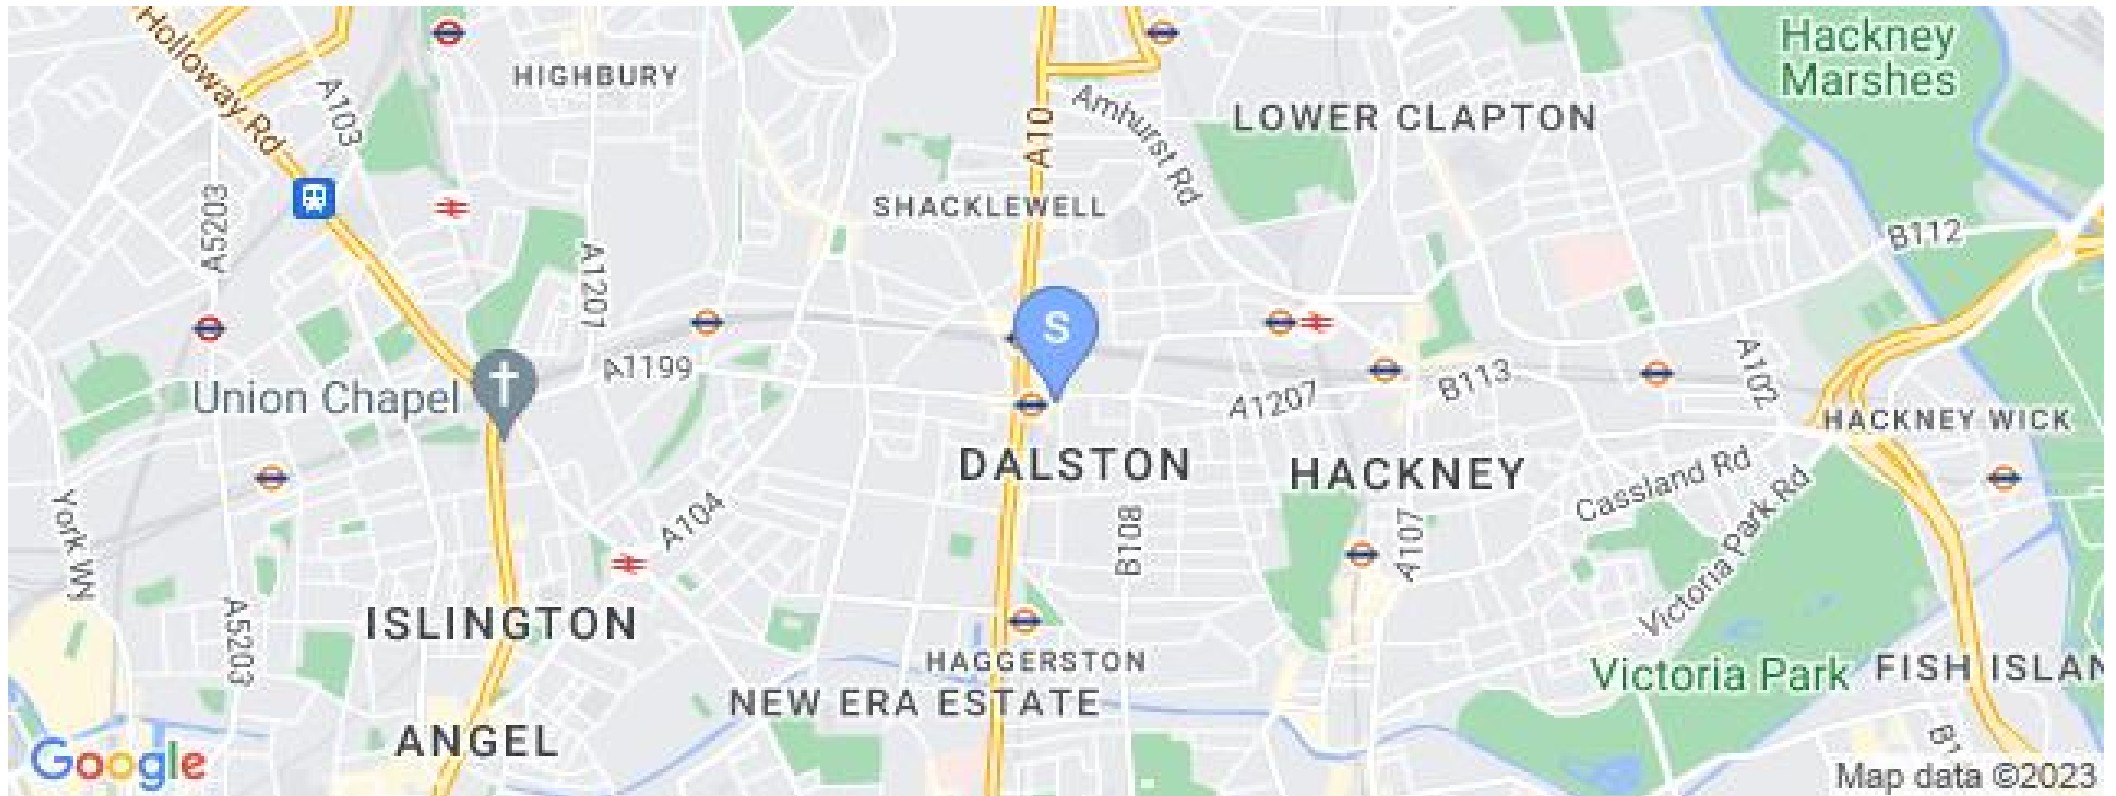 Holloway Rd
A103
HIGHBURY
A10
Amhurst Rd
LOWER CLAPTON
Hackney
Marshes
A5203
SHACKLEWELL
B112
A1207
S
Union Chapel
A1199
A1207
B113
A102
HACKNEY WICK
DALSTON
HACKNEY
Cassland Rd
Victoria Park Rd
York Wy
A104
B108
A107
A5203
ISLINGTON
HAGGERSTON
NEW ERA ESTATE
Victoria Park
FISH ISLAN
ANGEL
B1
Google
Map data ©2023